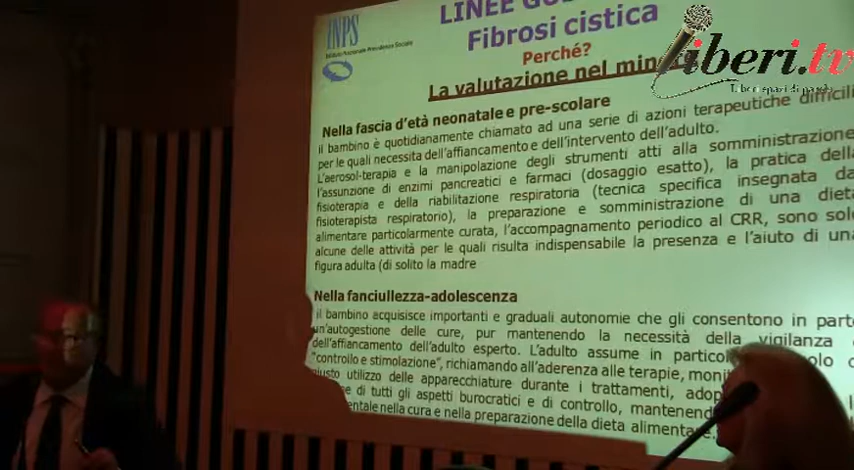 INPS
Istituto Nazionale Previdenza Sociale
LINEE
Fibrosi cistica
Perché?
La valutazione nel
liberi.tv
Nella fascia d'età neonatale e pre-scolare
il bambino è quotidianamente chiamato ad una serie di azioni terapeutiche difficili
per le quali necessita dell'affiancamento e dell'intervento dell'adulto.
L'aerosol-terapia e la manipolazione degli strumenti atti alla somministrazione
l'assunzione di enzimi pancreatici e farmaci (dosaggio esatto), la pratica della
fisioterapia e della riabilitazione respiratoria (tecnica specifica insegnata da
fisioterapista respiratorio), la preparazione e somministrazione di una dieta
alimentare particolarmente curata, l'accompagnamento periodico al CRR, sono solo
alcune delle attività per le quali risulta indispensabile la presenza e l'aiuto di una
figura adulta (di solito la madre
Nella fanciullezza-adolescenza
il bambino acquisisce importanti e graduali autonomie che gli consentono in parte
un'autogestione delle cure, pur mantenendo la necessità della vigilanza
dell'affiancamento dell'adulto esperto. L'adulto assume in particolare
"controllo e stimolazione", richiamando all'aderenza alle terapie,
giusto utilizzo delle apparecchiature durante i trattamenti,
di tutti gli aspetti burocratici e di controllo, mantenendo
nella cura e nella preparazione della dieta alimentare